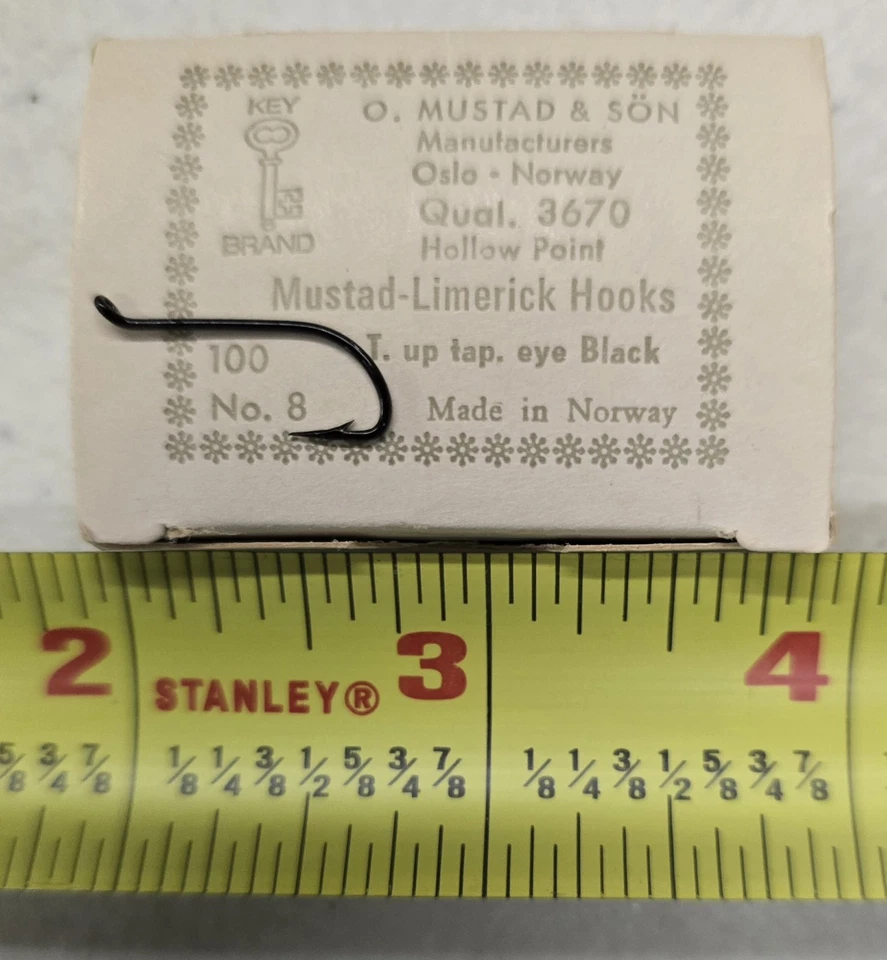 KEY
BRAND
O. MUSTAD & SÖN
Manufacturers
Oslo - Norway
Qual. 3670
Hollow Point
Mustad-Limerick Hooks
T. up tap. eye Black
100
No. 8
Made in Norway
2 3 4
STANLEY®
5/8 3/4 7/8 1/8 1/4 3/8 1/2 5/8 3/4 7/8 1/8 1/4 3/8 1/2 5/8 3/4 7/8